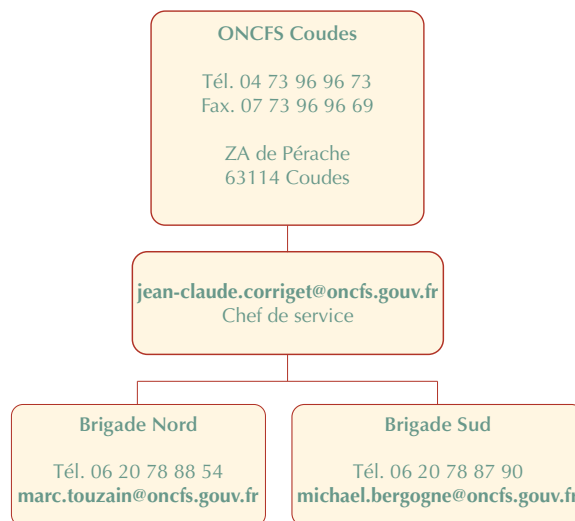 ONCFS Coudes
Tél. 04 73 96 96 73
Fax. 07 73 96 96 69
ZA de Pérache
63114 Coudes
jean-claude.corriget@oncfs.gouv.fr
Chef de service
Brigade Nord
Tél. 06 20 78 88 54
marc.touzain@oncfs.gouv.fr
Brigade Sud
Tél. 06 20 78 87 90
michael.bergogne@oncfs.gouv.fr